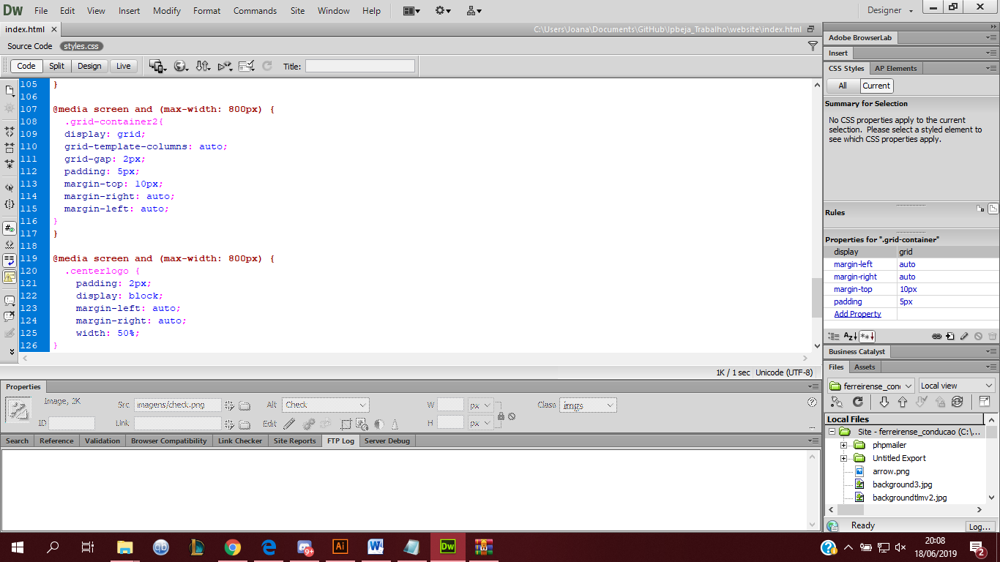 Dw File Edit View Insert Modify Format Commands Site Window Help Designer
index.html C:\Users\Joana\Documents\GitHub\Ipbeja_Trabalho\website\index.html
Source Code styles.css
Code Split Design Live Title:
105 }
106
107 @media screen and (max-width: 800px) {
108 .grid-container2{
109 display: grid;
110 grid-template-columns: auto;
111 grid-gap: 2px;
112 padding: 5px;
113 margin-top: 10px;
114 margin-right: auto;
115 margin-left: auto;
116 }
117 }
118
119 @media screen and (max-width: 800px) {
120 .centerlogo {
121 padding: 2px;
122 display: block;
123 margin-left: auto;
124 margin-right: auto;
125 width: 50%;
126 }
1K / 1 sec Unicode (UTF-8)
Adobe BrowserLab
Insert
CSS Styles AP Elements
All Current
Summary for Selection
No CSS properties apply to the current
selection. Please select a styled element to
see which CSS properties apply.
Rules
Properties for ".grid-container"
display grid
margin-left auto
margin-right auto
margin-top 10px
padding 5px
Add Property
Business Catalyst
Files Assets
ferreirense_con Local view
Local Files
Site - ferreirense_conducao (C:\...
phpmailer
Untitled Export
arrow.png
background3.jpg
backgroundtlmv2.jpg
Ready Log...
Properties
Image, 2K Src imagens/check.png Alt Check W px Class imgs
ID Link Edit H px
Search Reference Validation Browser Compatibility Link Checker Site Reports FTP Log Server Debug
9+ Ai W Dw
20:08
18/06/2019
2